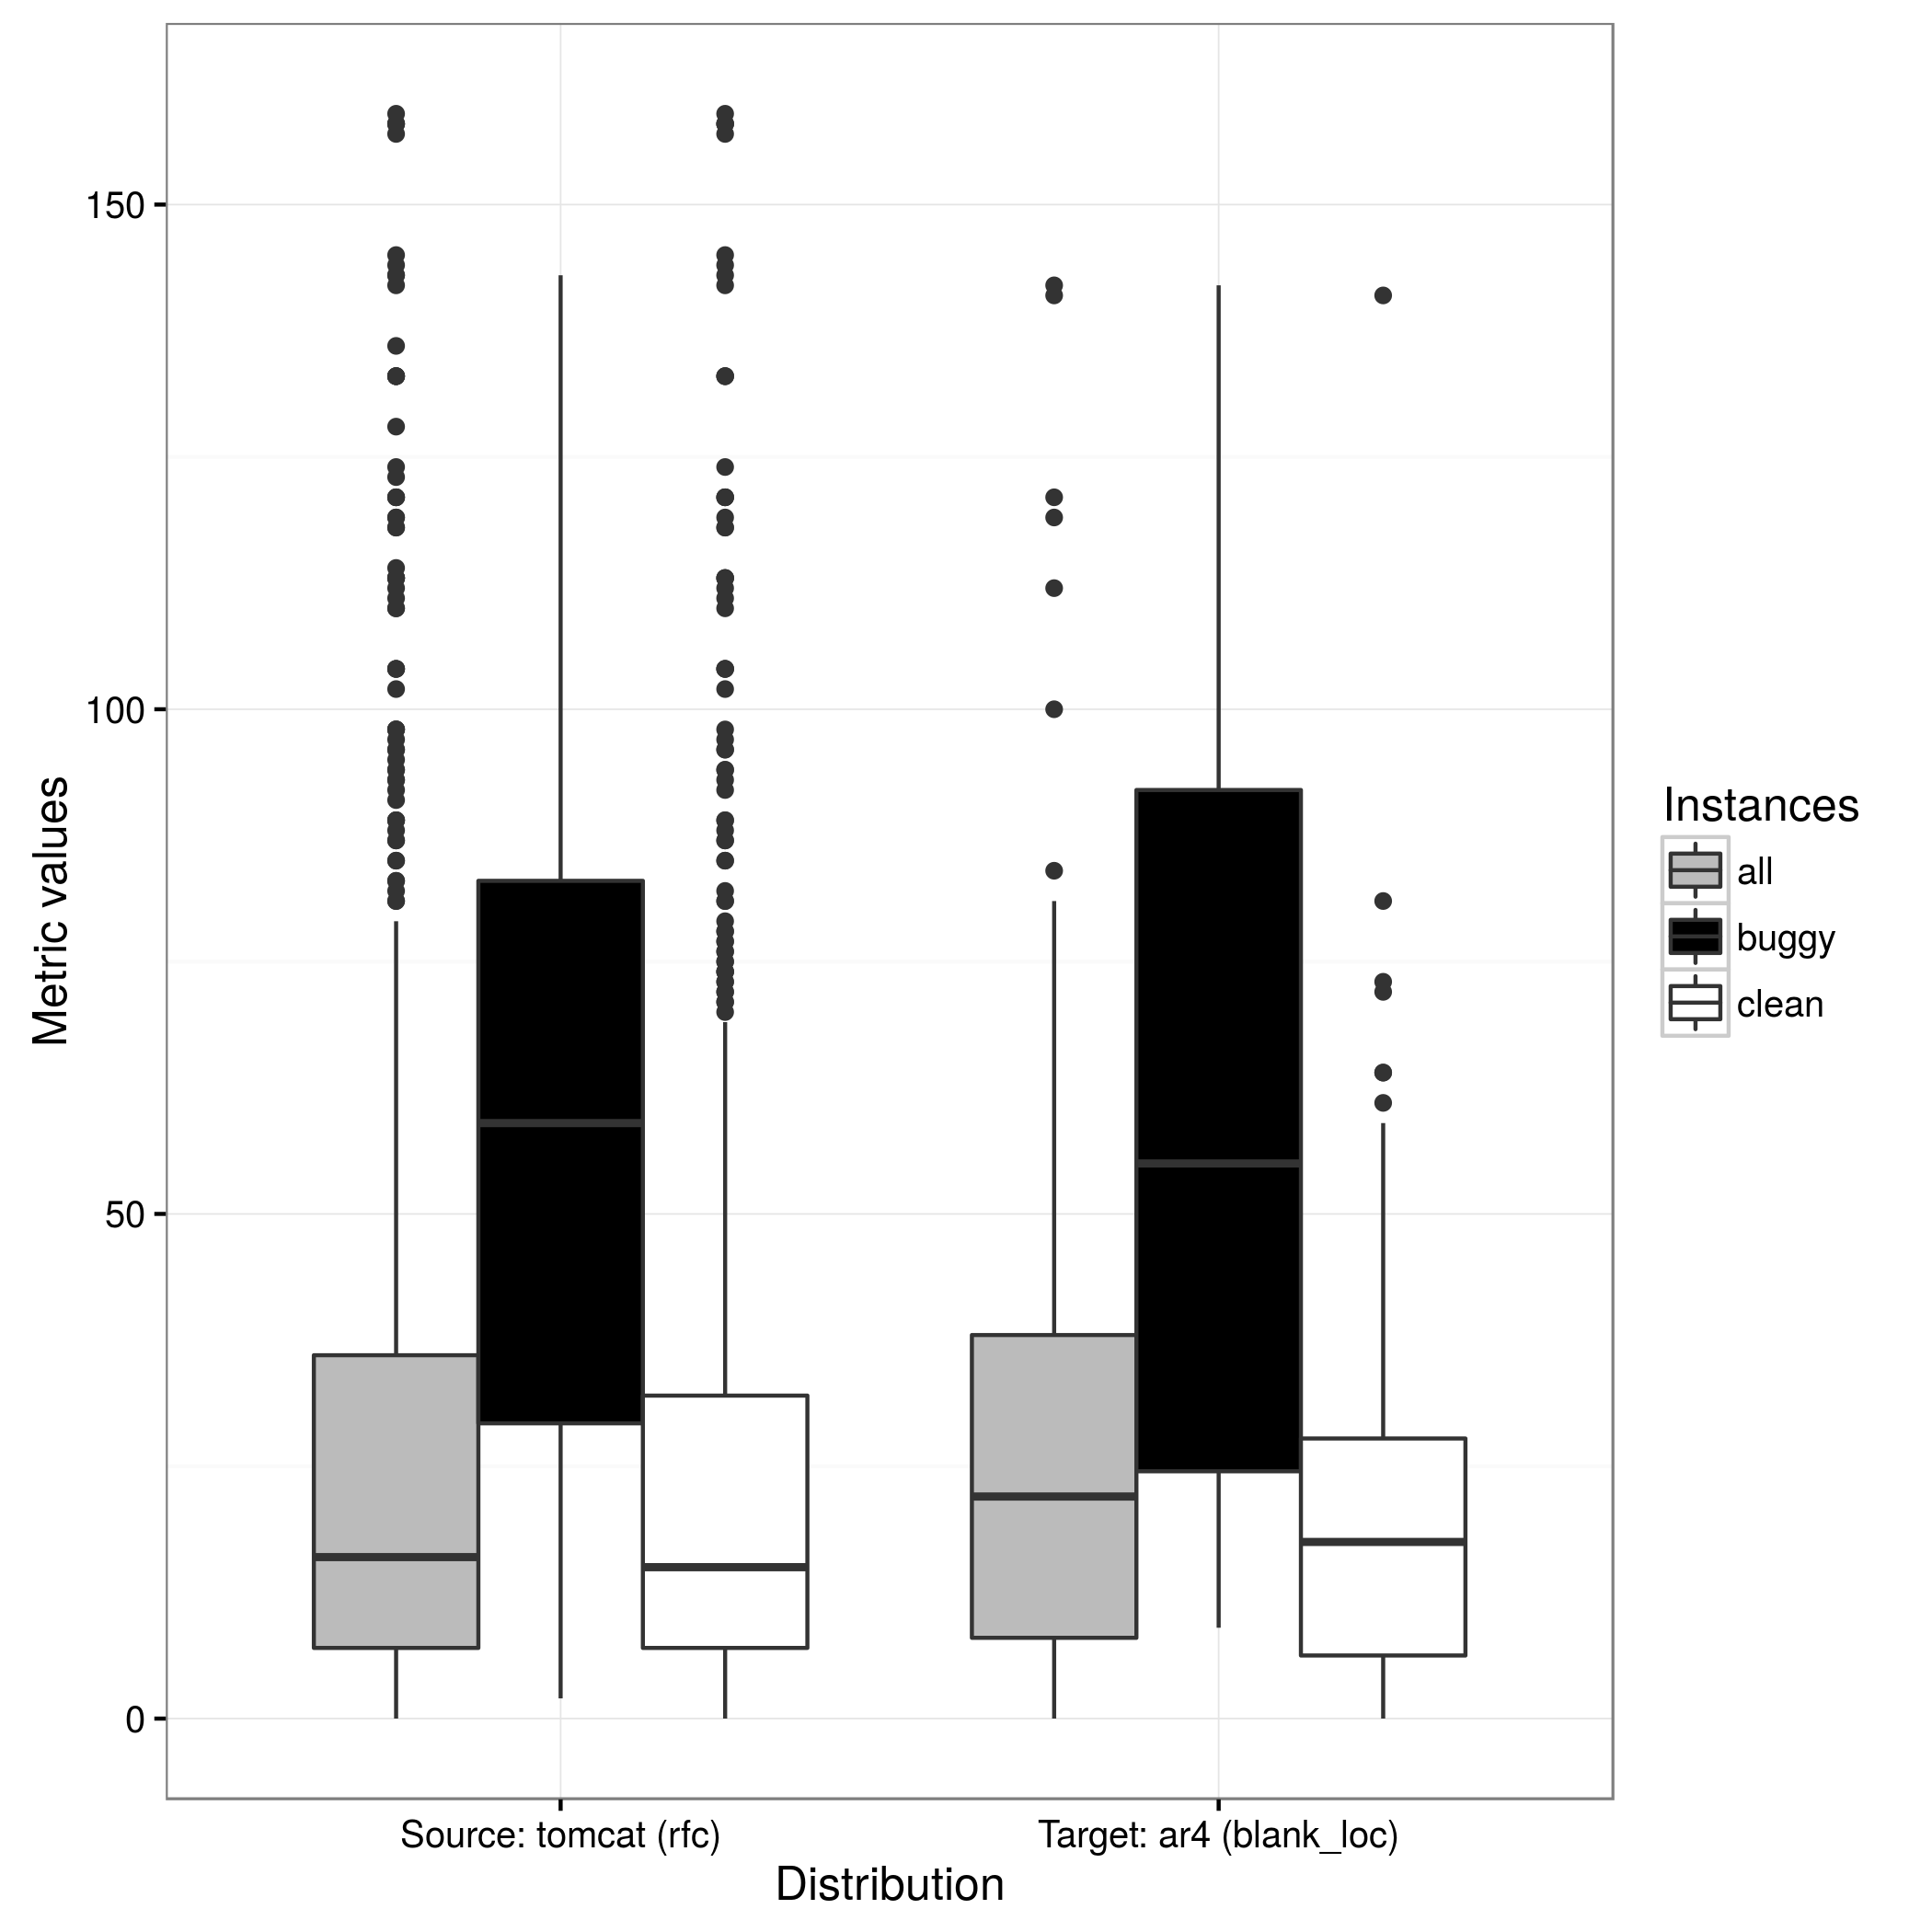 Metric values
150
100
50
0
Source: tomcat (rfc)
Target: ar4 (blank_loc)
Distribution
Instances
all
buggy
clean